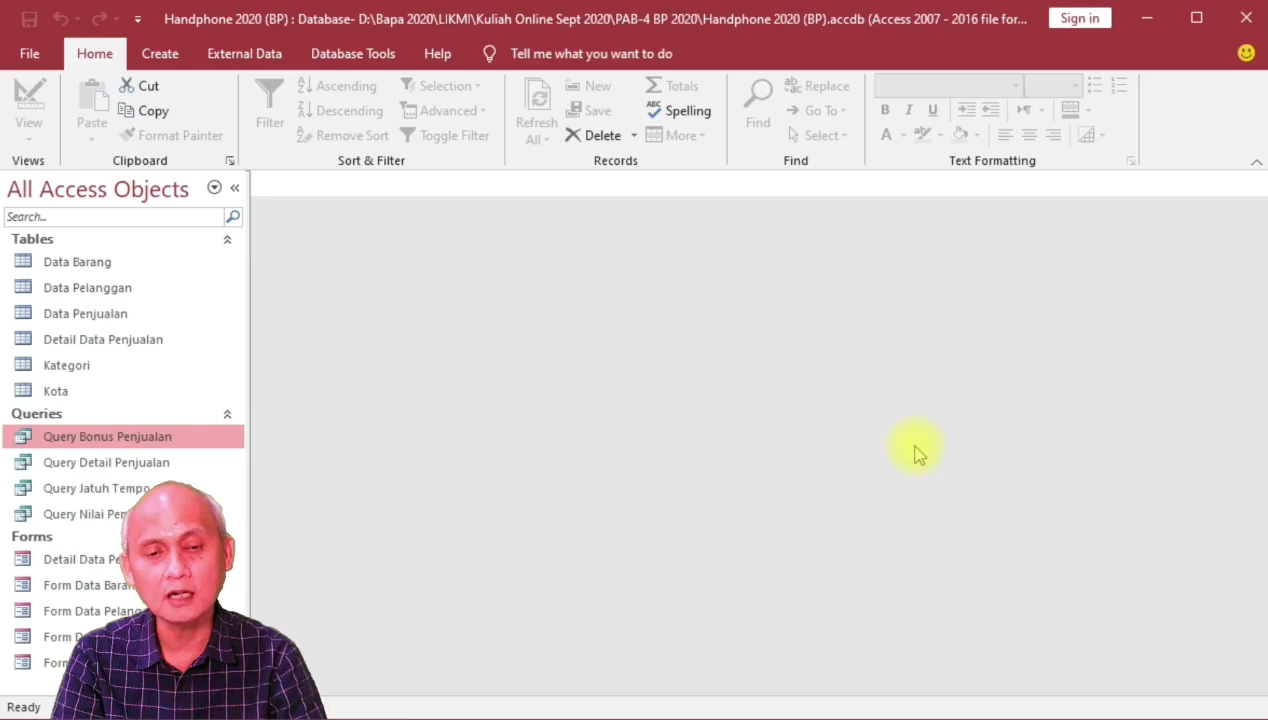 Handphone 2020 (BP) : Database- D:\Bapa 2020\LIKMI\Kuliah Online Sept 2020\PAB-4 BP 2020\Handphone 2020 (BP).accdb (Access 2007 - 2016 file for...
Sign in
File Home Create External Data Database Tools Help Tell me what you want to do
View
Views
Paste
Cut
Copy
Format Painter
Clipboard
Filter
Ascending
Descending
Remove Sort
Selection
Advanced
Toggle Filter
Sort & Filter
Refresh
All
New
Save
Delete
Totals
Spelling
More
Records
Find
Replace
Go To
Select
Find
B I U
A
Text Formatting
All Access Objects
Search...
Tables
Data Barang
Data Pelanggan
Data Penjualan
Detail Data Penjualan
Kategori
Kota
Queries
Query Bonus Penjualan
Query Detail Penjualan
Query Jatuh Tempo
Query Nilai
Forms
Detail Data
Form Data
Form Data
Form
Ready